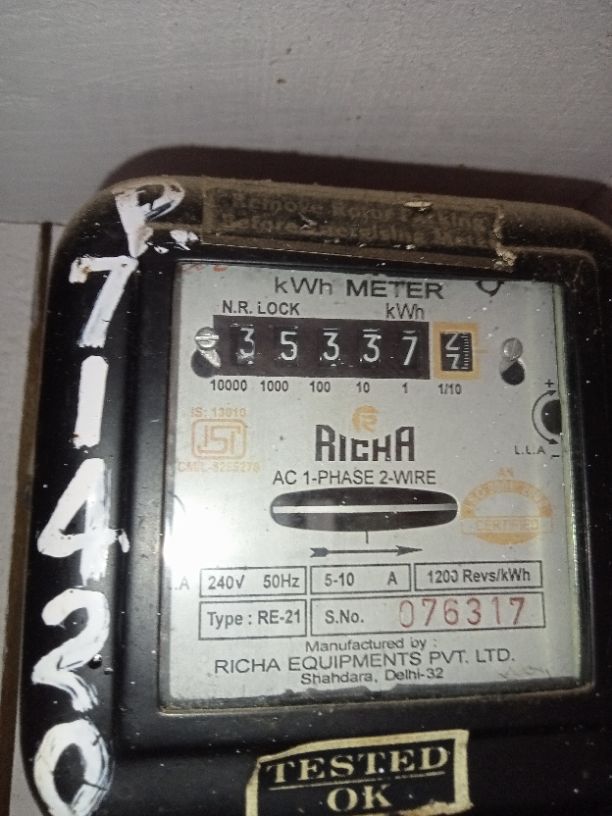 P.
7
1
4
2
0
kWh METER
N.R. LOCK kWh
3 5 3 3 7
10000 1000 100 10 1 1/10
IS: 13010
ISI
RICHA
L.L.A
+
-
AC 1-PHASE 2-WIRE
CERTIFIED
240V 50Hz 5-10 A 1200 Revs/kWh
Type : RE-21 S.No. 076317
Manufactured by :
RICHA EQUIPMENTS PVT. LTD.
Shahdara, Delhi-32
TESTED
OK